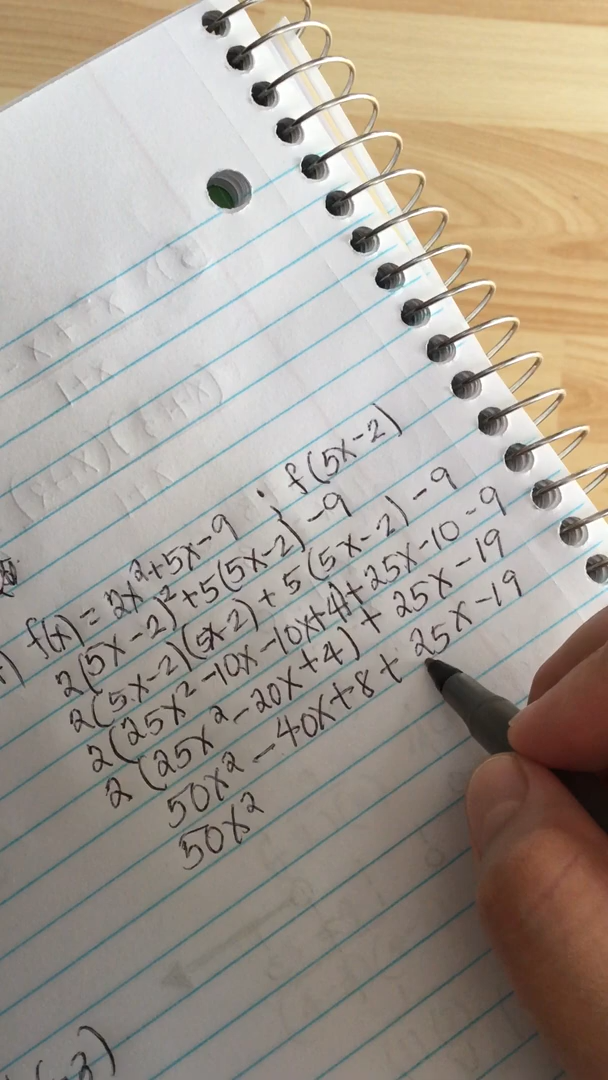 f(x) = 2x²+5x-9 ; f(5x-2)
2(5x-2)²+5(5x-2)-9
2(5x-2)(5x-2)+5(5x-2)-9
2(25x²-10x-10x+4)+25x-10-9
2(25x²-20x+4)+25x-19
50x²-40x+8+25x-19
50x²